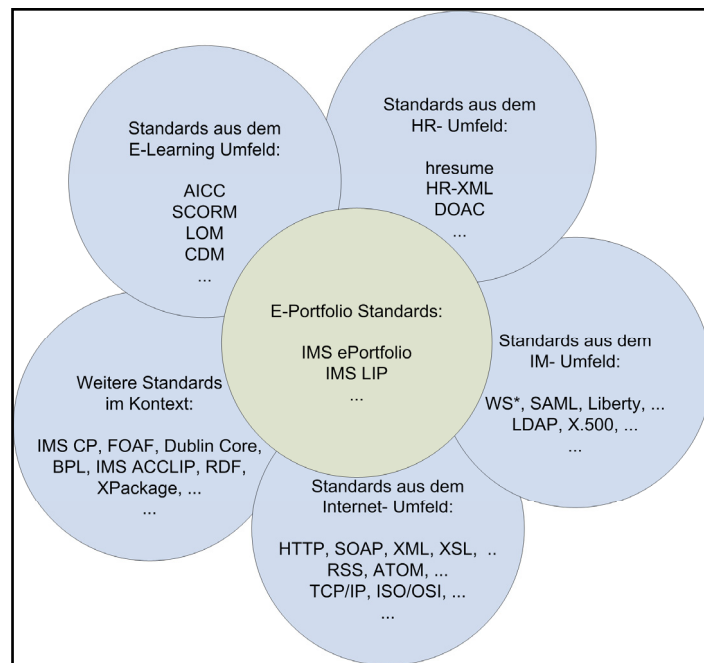 Standards aus dem
E-Learning Umfeld:
AICC
SCORM
LOM
CDM
...
Standards aus dem
HR- Umfeld:
hresume
HR-XML
DOAC
...
E-Portfolio Standards:
IMS ePortfolio
IMS LIP
...
Standards aus dem
IM- Umfeld:
WS*, SAML, Liberty, ...
LDAP, X.500, ...
...
Weitere Standards
im Kontext:
IMS CP, FOAF, Dublin Core,
BPL, IMS ACCLIP, RDF,
XPackage, ...
...
Standards aus dem
Internet- Umfeld:
HTTP, SOAP, XML, XSL, ..
RSS, ATOM, ...
TCP/IP, ISO/OSI, ...
...